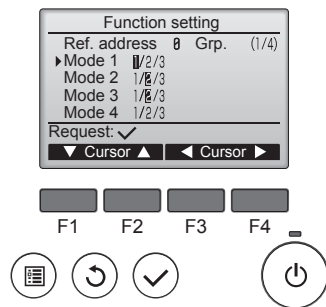 Function setting
Ref. address 0 Grp. (1/4)
▶Mode 1 1/2/3
Mode 2 1/2/3
Mode 3 1/2/3
Mode 4 1/2/3
Request: ✓
▼ Cursor ▲ ◀ Cursor ▶
F1 F2 F3 F4